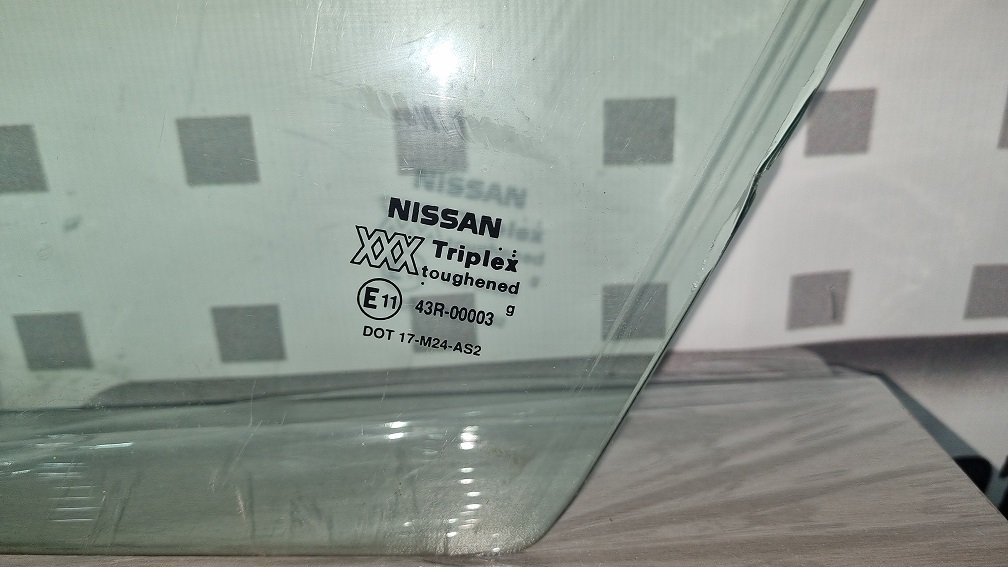 NISSAN
XXX Triplex
toughened
g
E11 43R-00003
DOT 17-M24-AS2